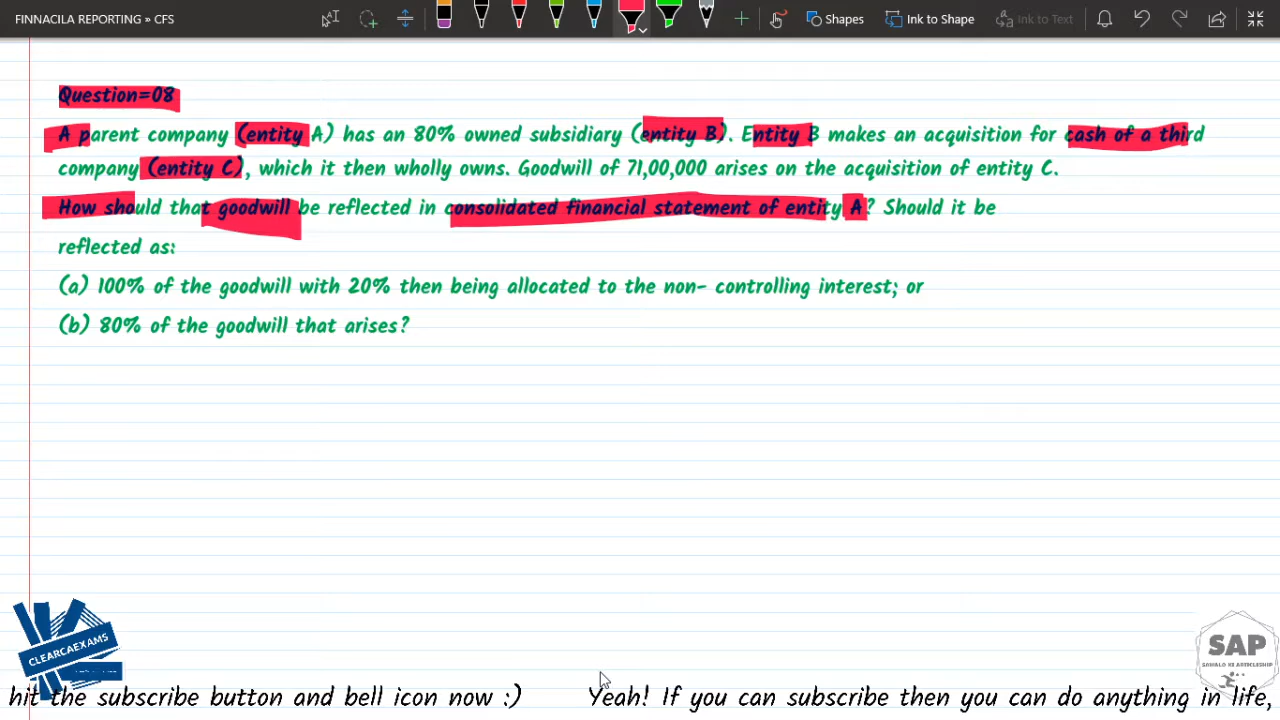 FINNACILA REPORTING » CFS
Shapes
Ink to Shape
Ink to Text
Question=08
A parent company (entity A) has an 80% owned subsidiary (entity B). Entity B makes an acquisition for cash of a third
company (entity C), which it then wholly owns. Goodwill of 71,00,000 arises on the acquisition of entity C.
How should that goodwill be reflected in consolidated financial statement of entity A? Should it be
reflected as:
(a) 100% of the goodwill with 20% then being allocated to the non- controlling interest; or
(b) 80% of the goodwill that arises?
CLEARCAEXAMS
SAP
SAWALO KE ARTICLESHIP
hit the subscribe button and bell icon now :) Yeah! If you can subscribe then you can do anything in life,